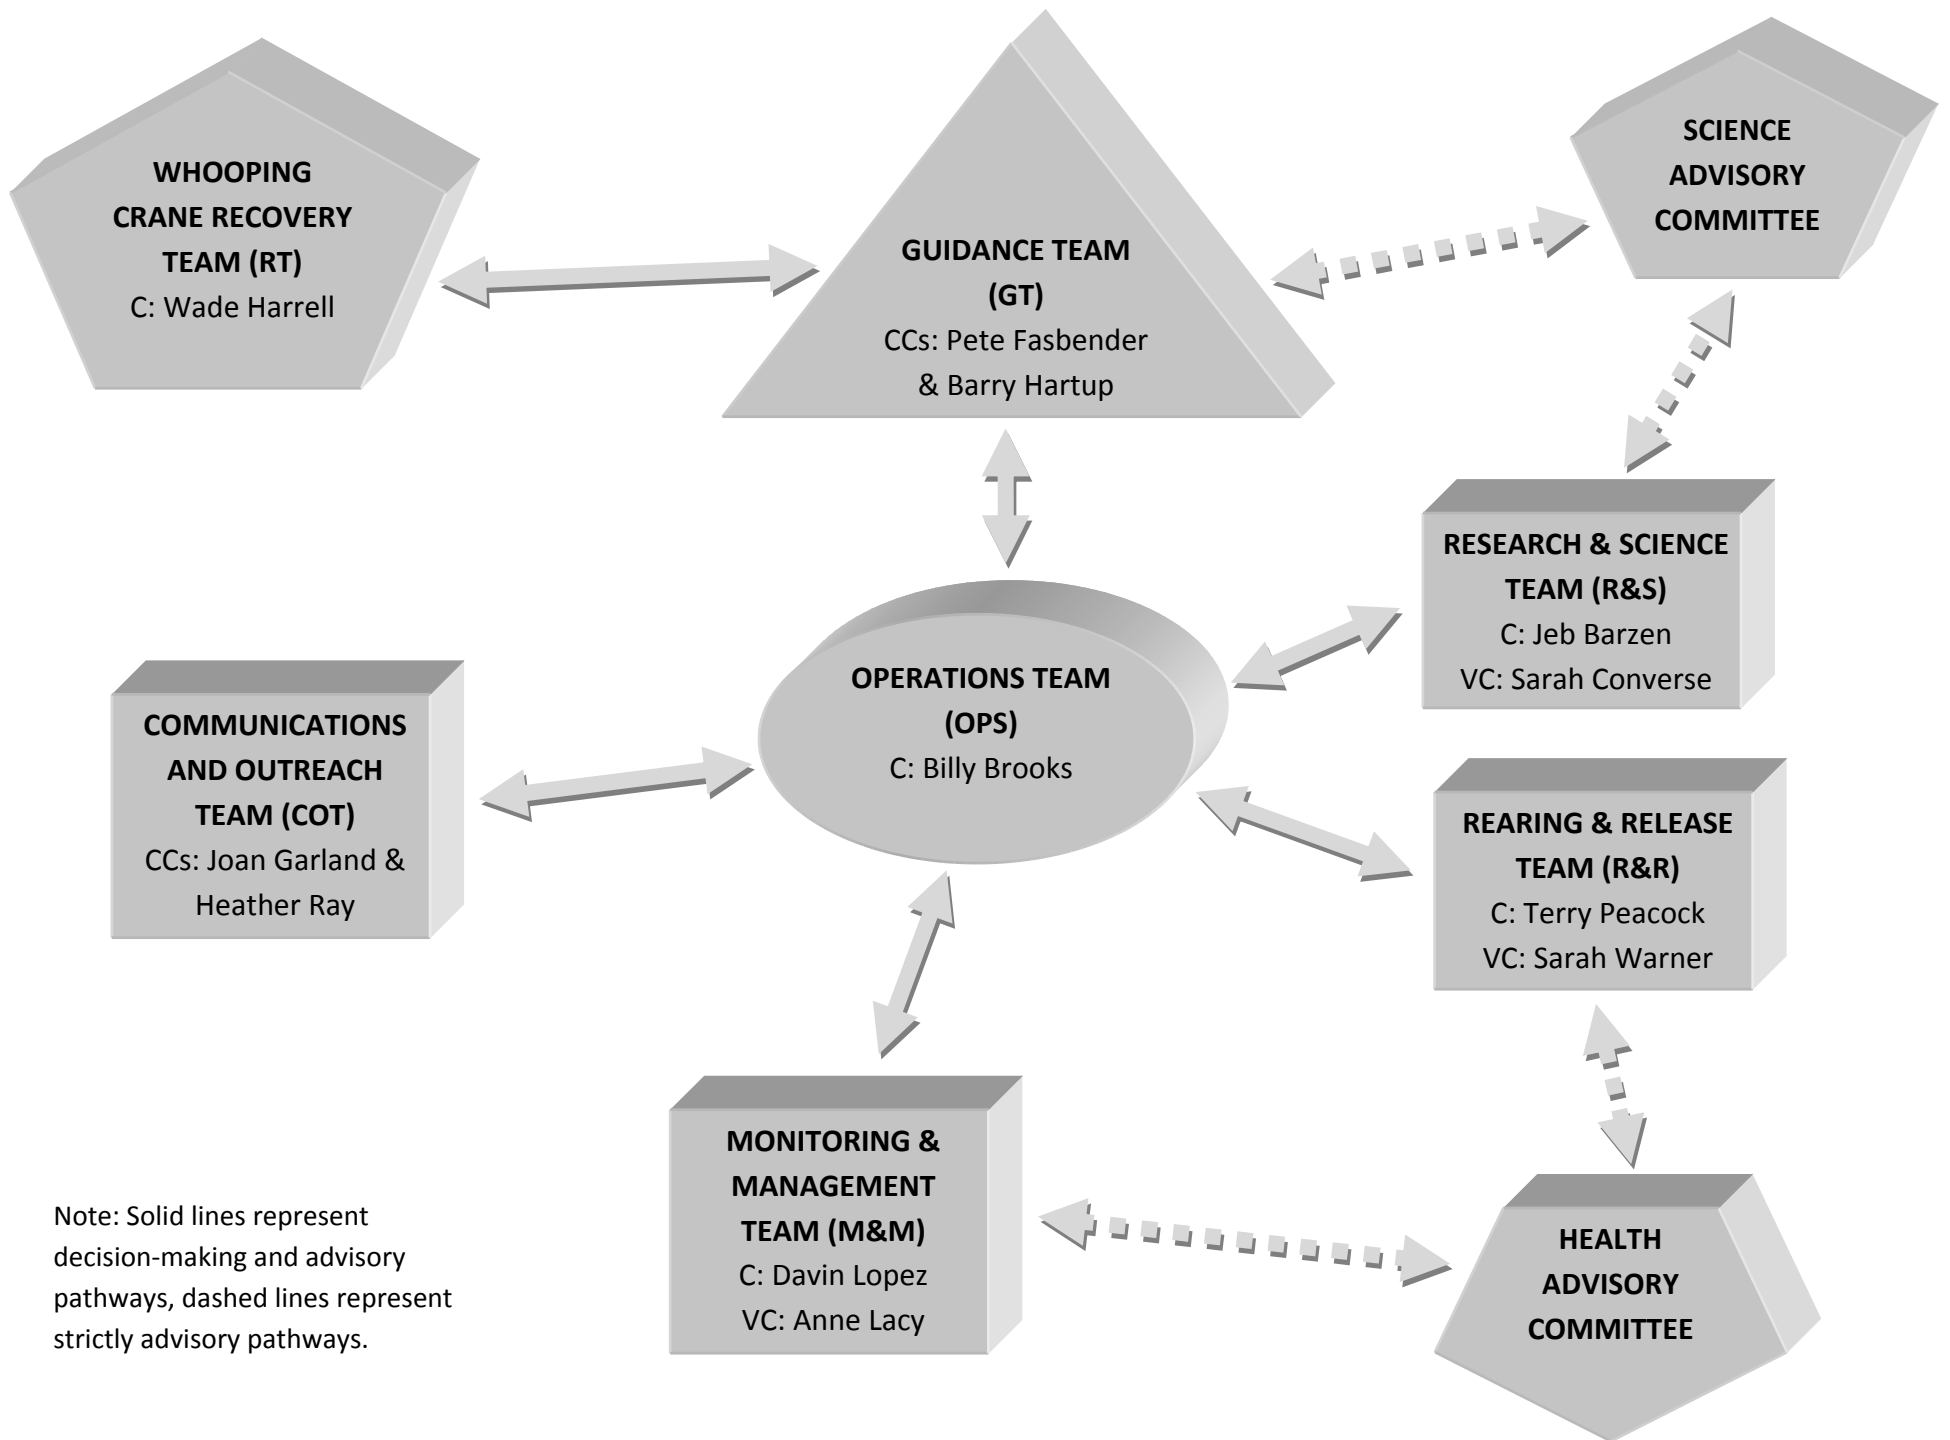 WHOOPING
CRANE RECOVERY
TEAM (RT)
C: Wade Harrell
GUIDANCE TEAM
(GT)
CCs: Pete Fasbender
& Barry Hartup
SCIENCE
ADVISORY
COMMITTEE
RESEARCH & SCIENCE
TEAM (R&S)
C: Jeb Barzen
VC: Sarah Converse
OPERATIONS TEAM
(OPS)
C: Billy Brooks
COMMUNICATIONS
AND OUTREACH
TEAM (COT)
CCs: Joan Garland &
Heather Ray
REARING & RELEASE
TEAM (R&R)
C: Terry Peacock
VC: Sarah Warner
MONITORING &
MANAGEMENT
TEAM (M&M)
C: Davin Lopez
VC: Anne Lacy
HEALTH
ADVISORY
COMMITTEE
Note: Solid lines represent
decision-making and advisory
pathways, dashed lines represent
strictly advisory pathways.